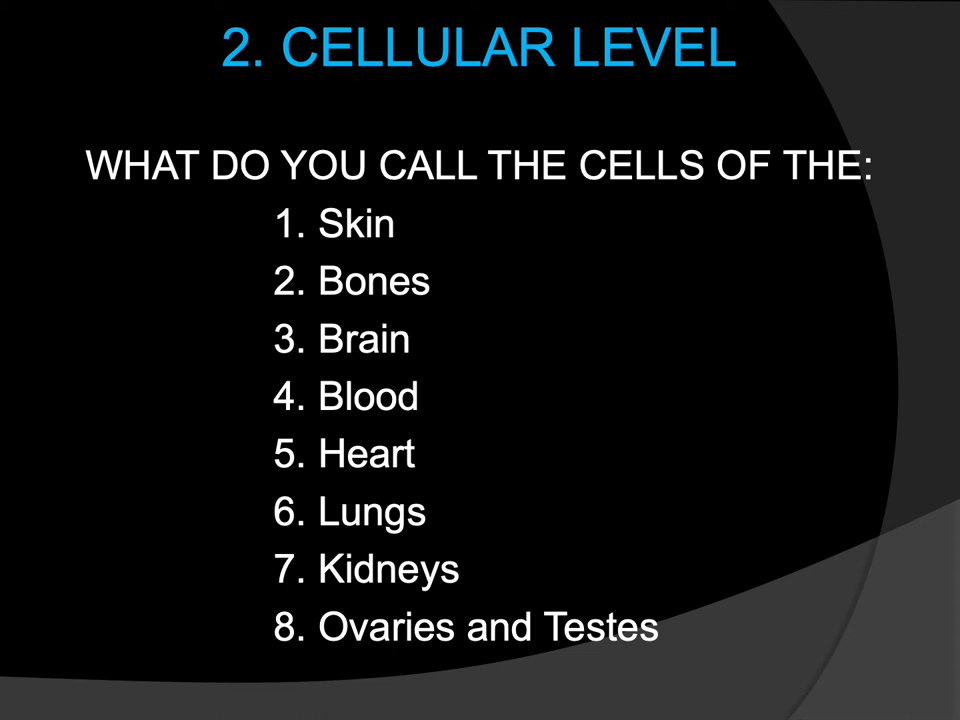 2. CELLULAR LEVEL
WHAT DO YOU CALL THE CELLS OF THE:
1. Skin
2. Bones
3. Brain
4. Blood
5. Heart
6. Lungs
7. Kidneys
8. Ovaries and Testes